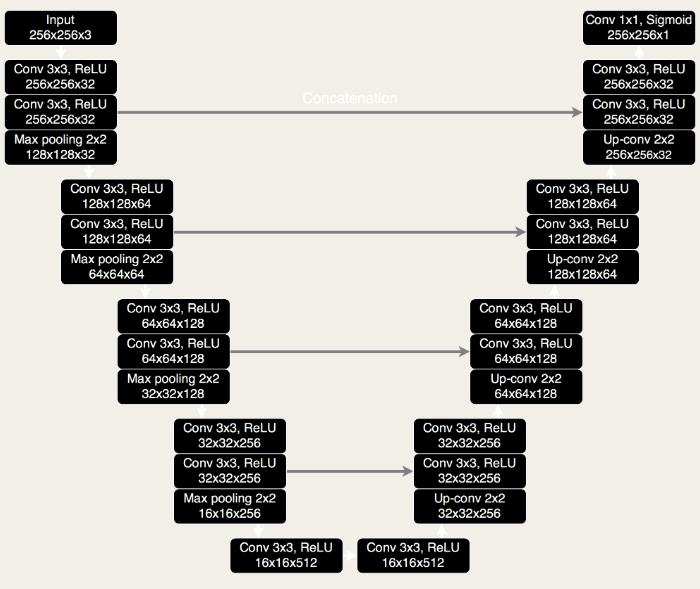 Input
256x256x3
Conv 3x3, ReLU
256x256x32
Conv 3x3, ReLU
256x256x32
Max pooling 2x2
128x128x32
Conv 3x3, ReLU
128x128x64
Conv 3x3, ReLU
128x128x64
Max pooling 2x2
64x64x64
Conv 3x3, ReLU
64x64x128
Conv 3x3, ReLU
64x64x128
Max pooling 2x2
32x32x128
Conv 3x3, ReLU
32x32x256
Conv 3x3, ReLU
32x32x256
Max pooling 2x2
16x16x256
Conv 3x3, ReLU
16x16x512
Conv 3x3, ReLU
16x16x512
Concatenation
Conv 1x1, Sigmoid
256x256x1
Conv 3x3, ReLU
256x256x32
Conv 3x3, ReLU
256x256x32
Up-conv 2x2
256x256x32
Conv 3x3, ReLU
128x128x64
Conv 3x3, ReLU
128x128x64
Up-conv 2x2
128x128x64
Conv 3x3, ReLU
64x64x128
Conv 3x3, ReLU
64x64x128
Up-conv 2x2
64x64x128
Conv 3x3, ReLU
32x32x256
Conv 3x3, ReLU
32x32x256
Up-conv 2x2
32x32x256